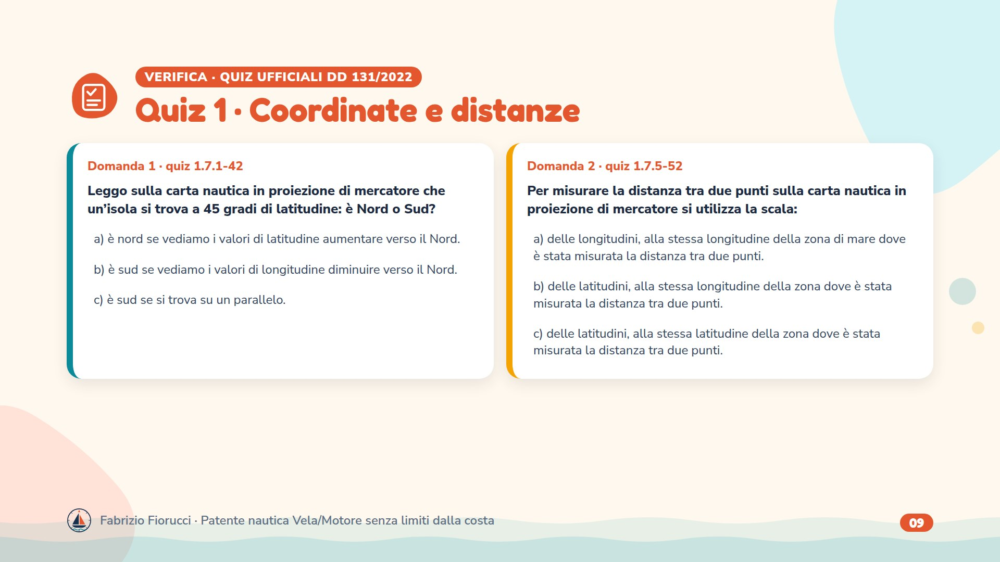 VERIFICA · QUIZ UFFICIALI DD 131/2022
Quiz 1 · Coordinate e distanze
Domanda 1 · quiz 1.7.1-42
Leggo sulla carta nautica in proiezione di mercatore che
un’isola si trova a 45 gradi di latitudine: è Nord o Sud?
a) è nord se vediamo i valori di latitudine aumentare verso il Nord.
b) è sud se vediamo i valori di longitudine diminuire verso il Nord.
c) è sud se si trova su un parallelo.
Domanda 2 · quiz 1.7.5-52
Per misurare la distanza tra due punti sulla carta nautica in
proiezione di mercatore si utilizza la scala:
a) delle longitudini, alla stessa longitudine della zona di mare dove
è stata misurata la distanza tra due punti.
b) delle latitudini, alla stessa longitudine della zona dove è stata
misurata la distanza tra due punti.
c) delle latitudini, alla stessa latitudine della zona dove è stata
misurata la distanza tra due punti.
Fabrizio Fiorucci · Patente nautica Vela/Motore senza limiti dalla costa
09